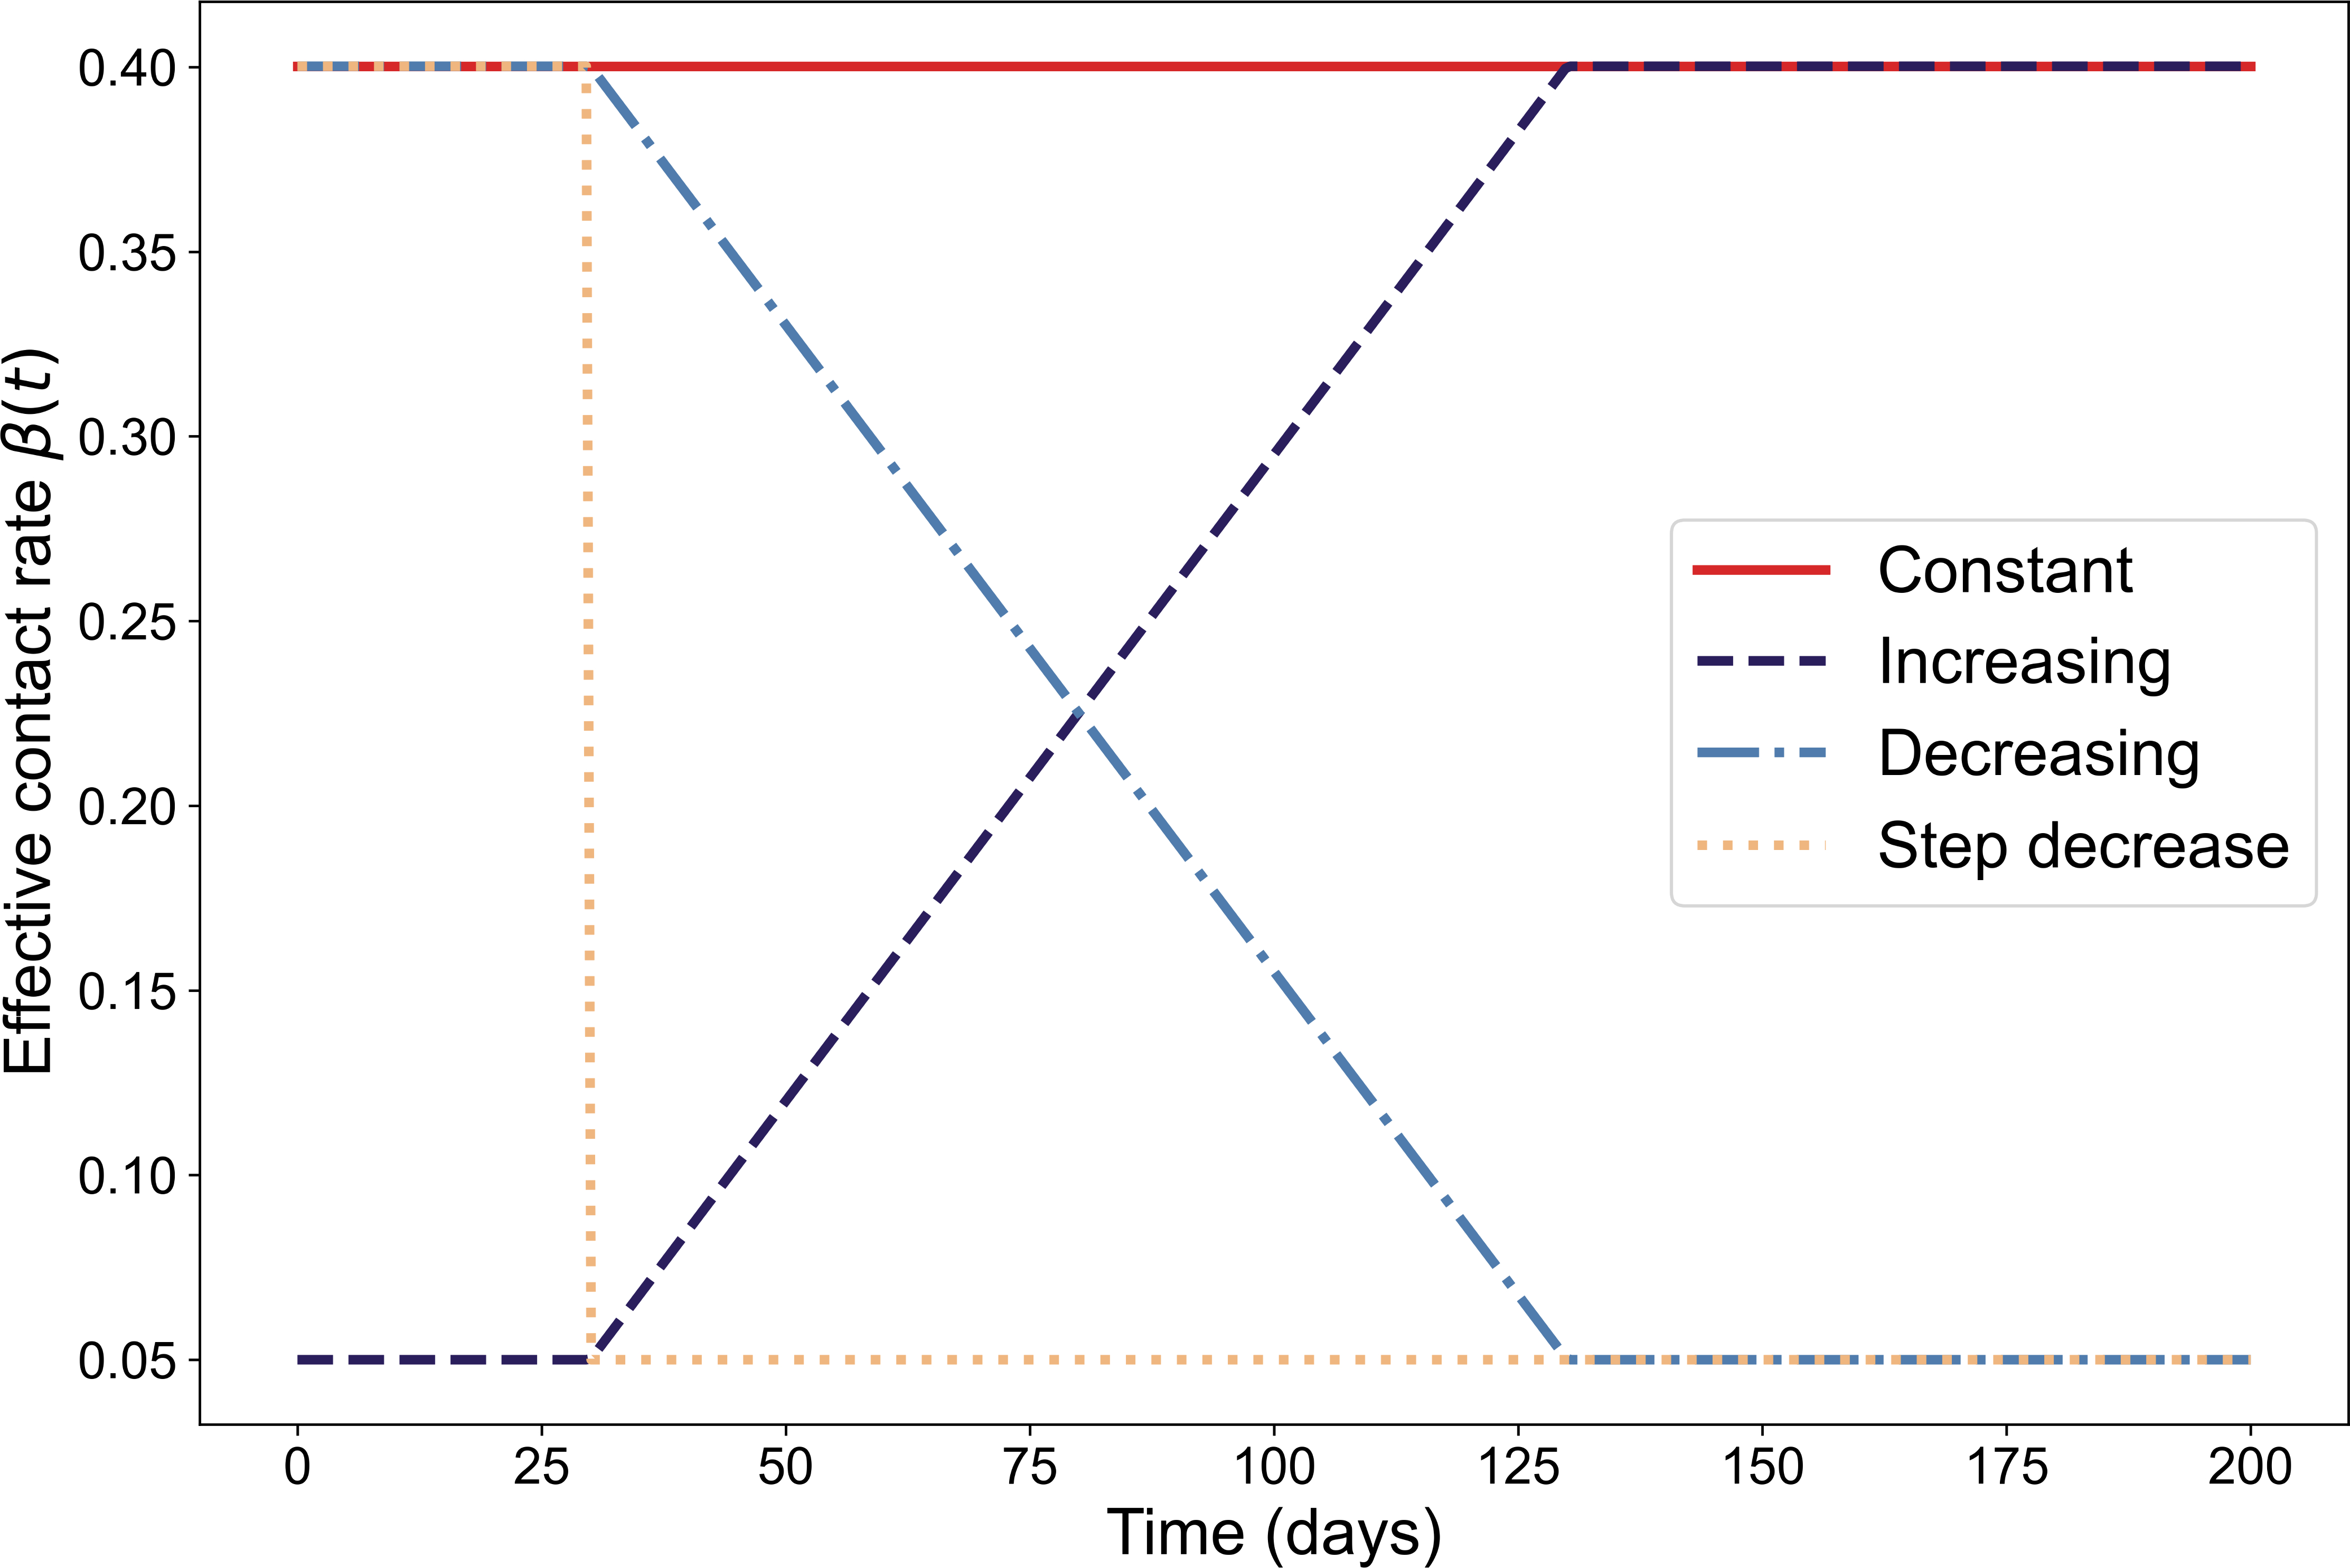 Effective contact rate β(t)
0.40
0.35
0.30
0.25
0.20
0.15
0.10
0.05
Constant
Increasing
Decreasing
Step decrease
0 25 50 75 100 125 150 175 200
Time (days)